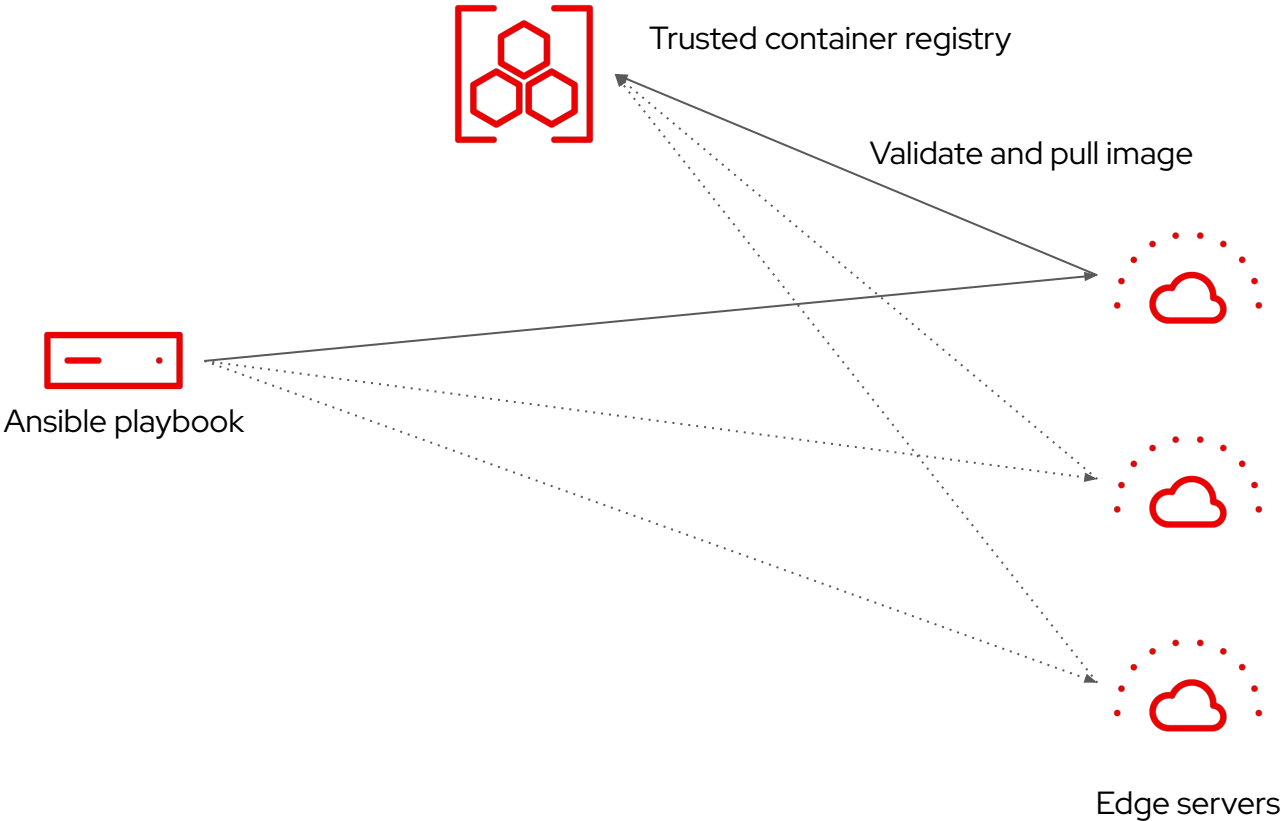 Trusted container registry
Validate and pull image
Ansible playbook
Edge servers